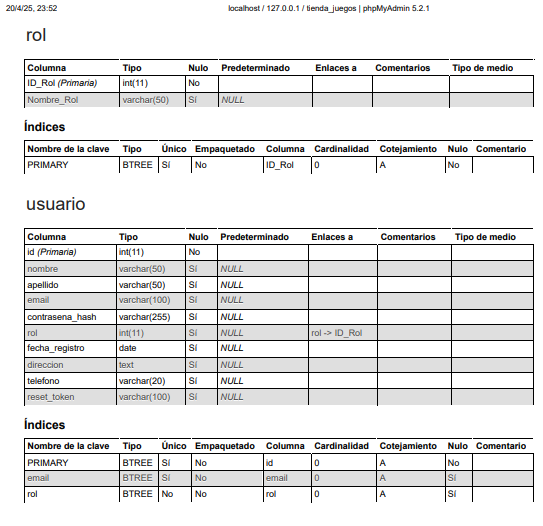 20/4/25, 23:52 localhost / 127.0.0.1 / tienda_juegos | phpMyAdmin 5.2.1
rol
Columna Tipo Nulo Predeterminado Enlaces a Comentarios Tipo de medio
ID_Rol (Primaria) int(11) No
Nombre_Rol varchar(50) Sí NULL
Índices
Nombre de la clave Tipo Único Empaquetado Columna Cardinalidad Cotejamiento Nulo Comentario
PRIMARY BTREE Sí No ID_Rol 0 A No
usuario
Columna Tipo Nulo Predeterminado Enlaces a Comentarios Tipo de medio
id (Primaria) int(11) No
nombre varchar(50) Sí NULL
apellido varchar(50) Sí NULL
email varchar(100) Sí NULL
contrasena_hash varchar(255) Sí NULL
rol int(11) Sí NULL rol -> ID_Rol
fecha_registro date Sí NULL
direccion text Sí NULL
telefono varchar(20) Sí NULL
reset_token varchar(100) Sí NULL
Índices
Nombre de la clave Tipo Único Empaquetado Columna Cardinalidad Cotejamiento Nulo Comentario
PRIMARY BTREE Sí No id 0 A No
email BTREE Sí No email 0 A Sí
rol BTREE No No rol 0 A Sí